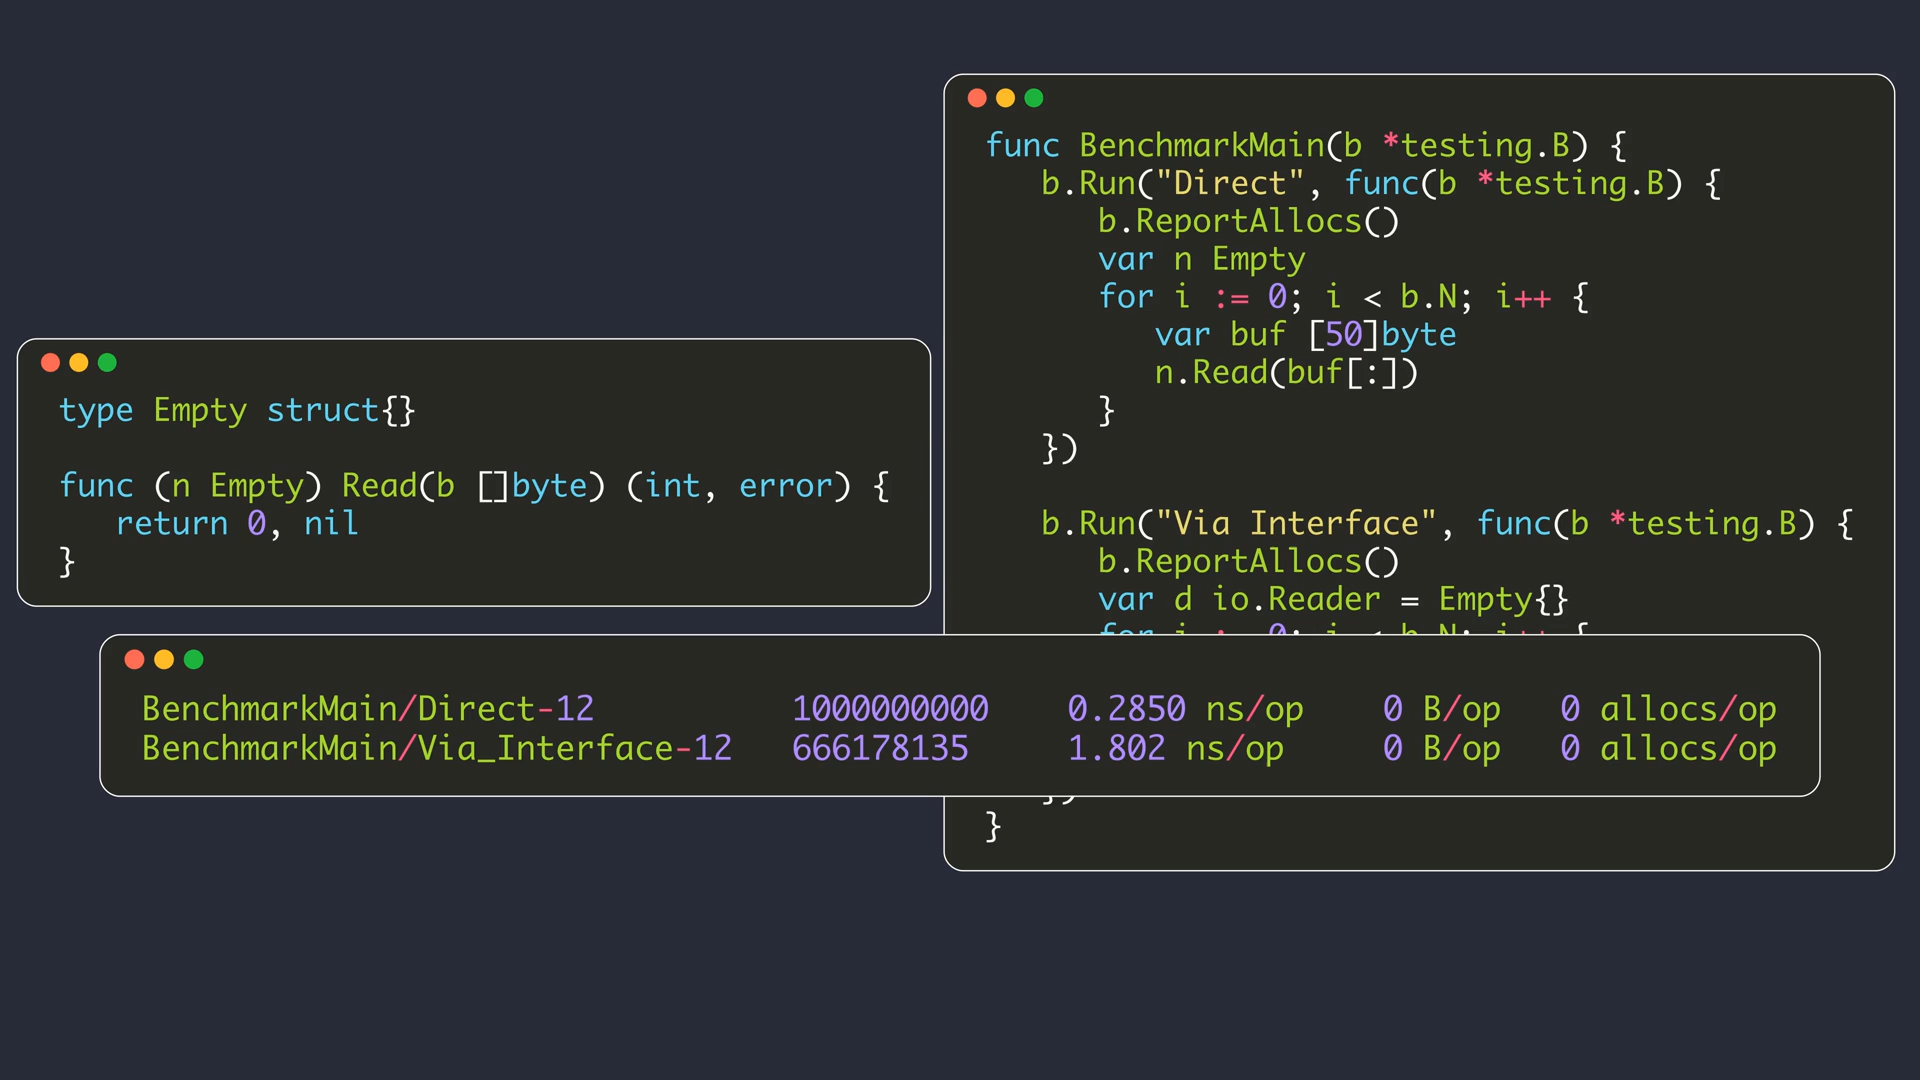 type Empty struct{}
func (n Empty) Read(b []byte) (int, error) {
   return 0, nil
}
func BenchmarkMain(b *testing.B) {
   b.Run("Direct", func(b *testing.B) {
      b.ReportAllocs()
      var n Empty
      for i := 0; i < b.N; i++ {
         var buf [50]byte
         n.Read(buf[:])
      }
   })
   b.Run("Via Interface", func(b *testing.B) {
      b.ReportAllocs()
      var d io.Reader = Empty{}
      for i := 0; i < b.N; i++ {
   })
}
BenchmarkMain/Direct-12 1000000000 0.2850 ns/op 0 B/op 0 allocs/op
BenchmarkMain/Via_Interface-12 666178135 1.802 ns/op 0 B/op 0 allocs/op